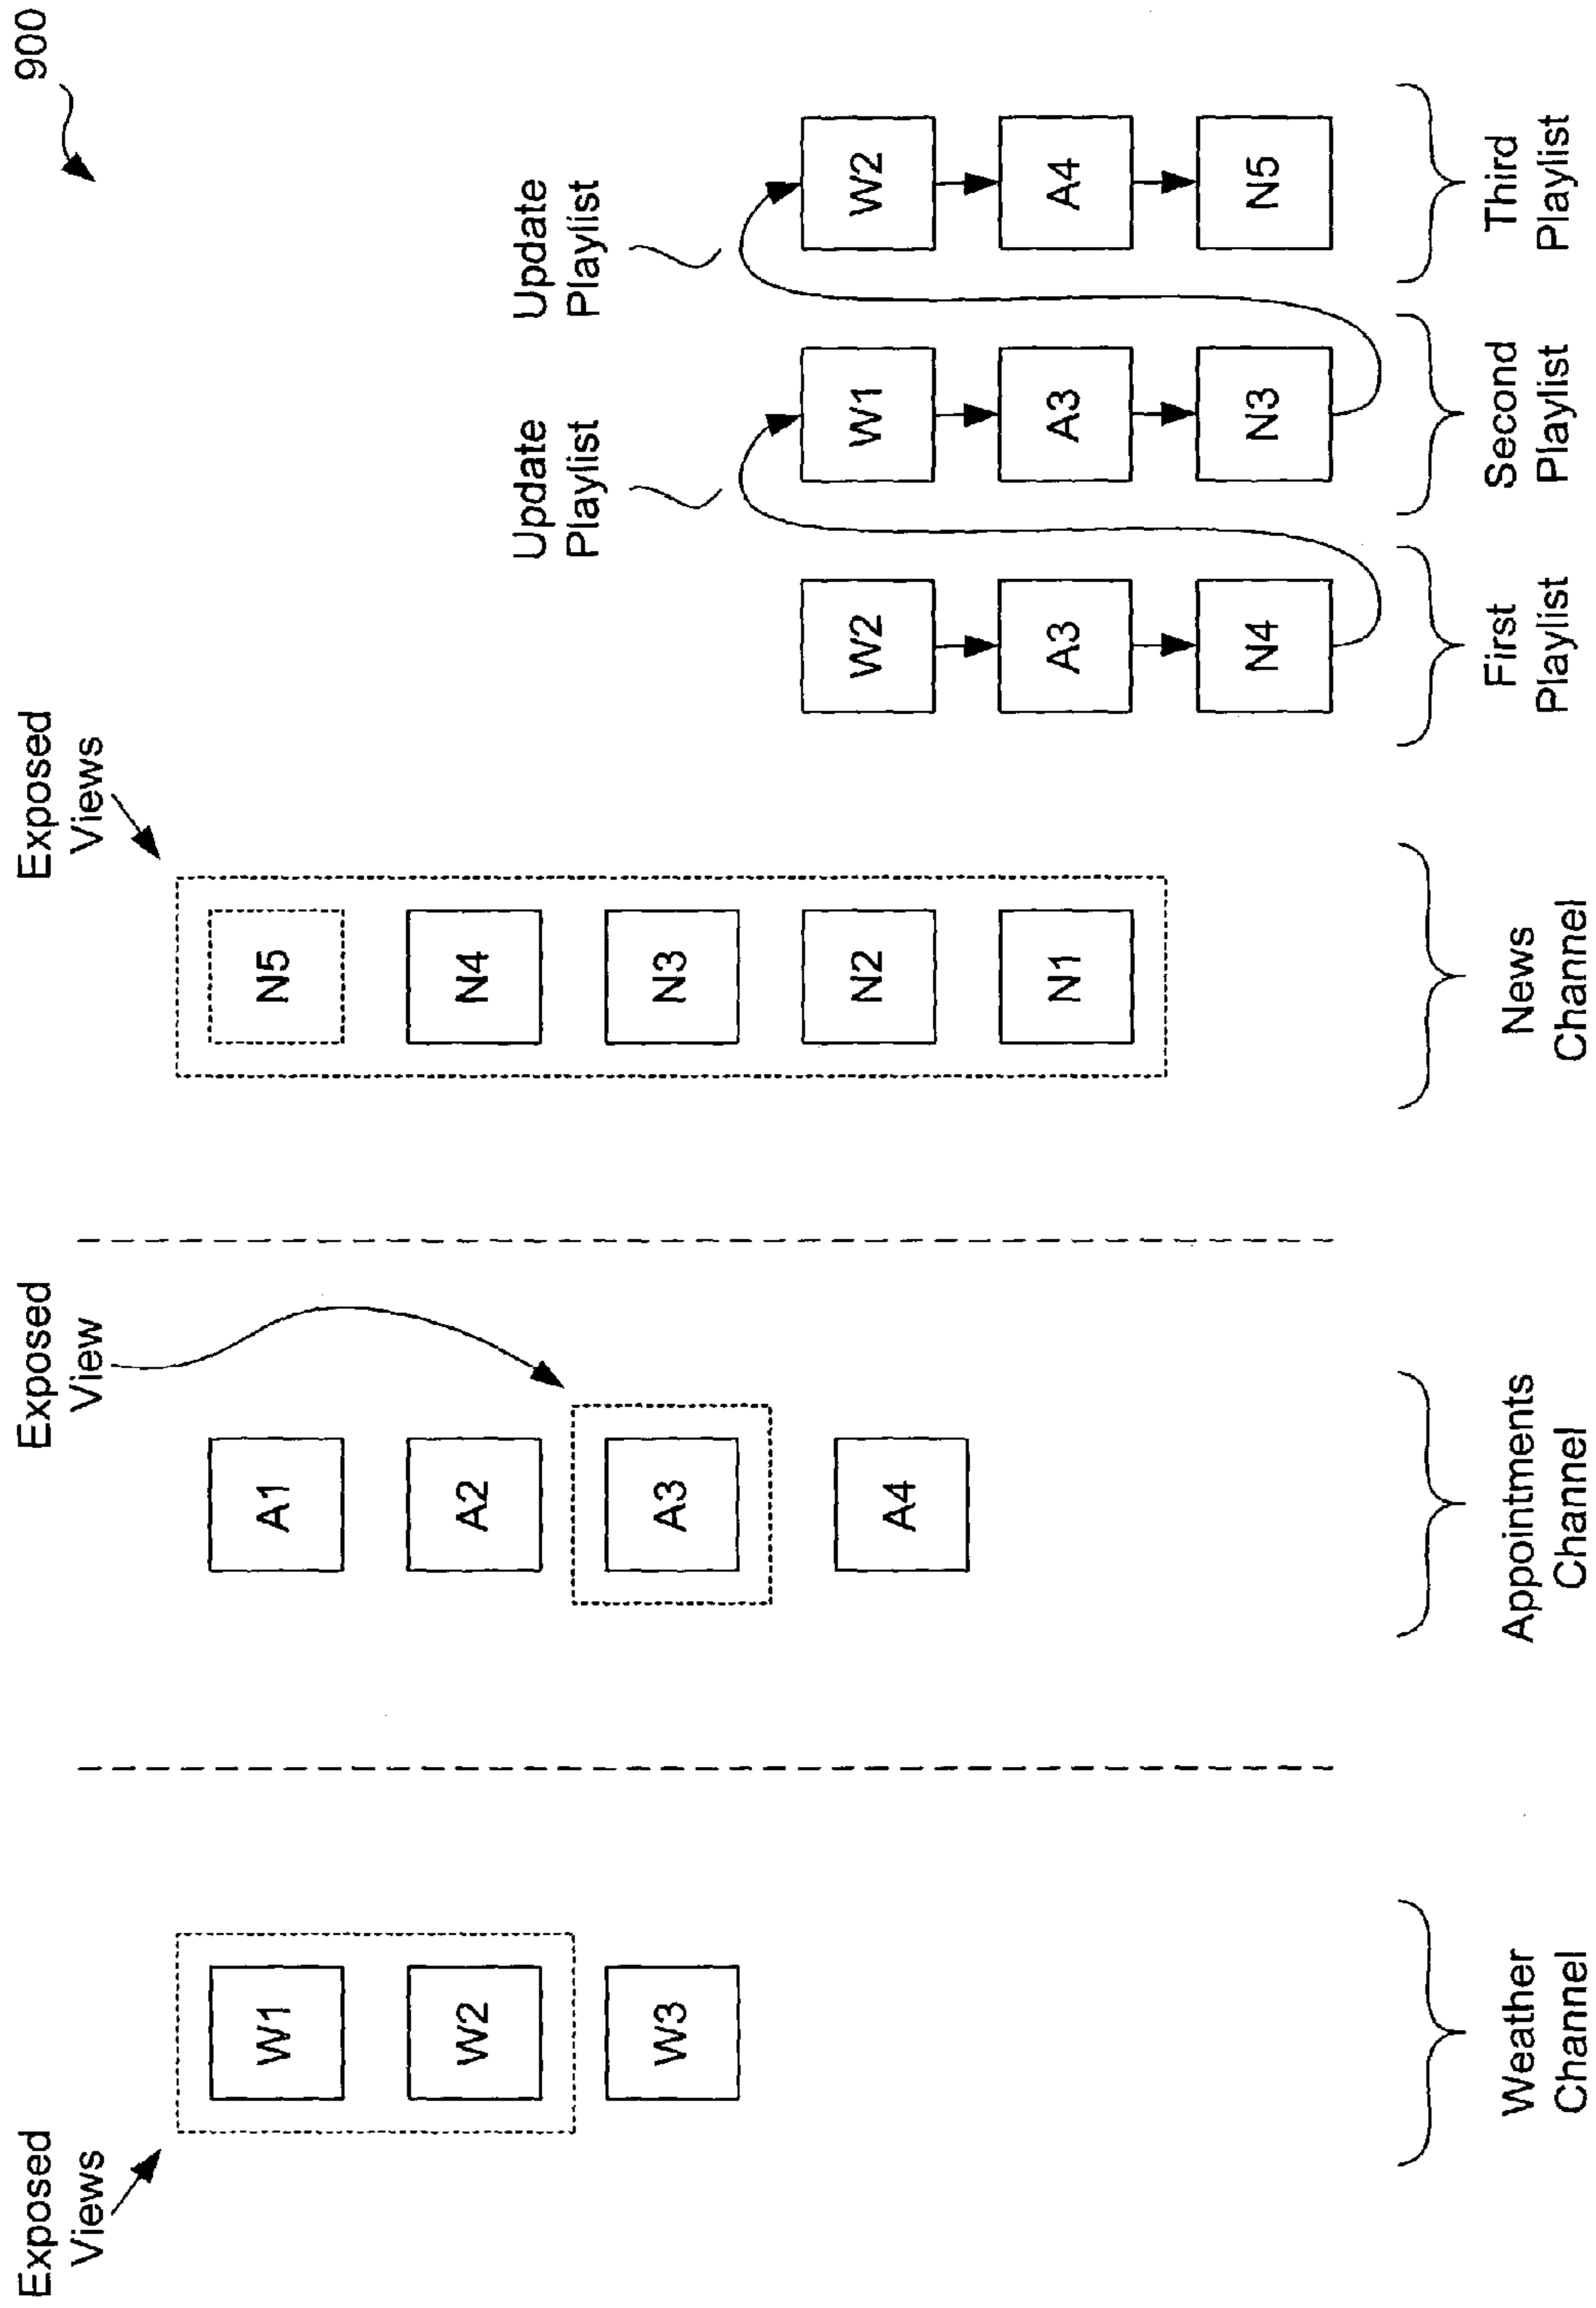 900
Exposed
Views
Exposed
View
Exposed
Views
W1
W2
W3
A1
A2
A3
A4
N5
N4
N3
N2
N1
Update
Playlist
Update
Playlist
W2
A3
N4
W1
A3
N3
W2
A4
N5
Weather
Channel
Appointments
Channel
News
Channel
First
Playlist
Second
Playlist
Third
Playlist